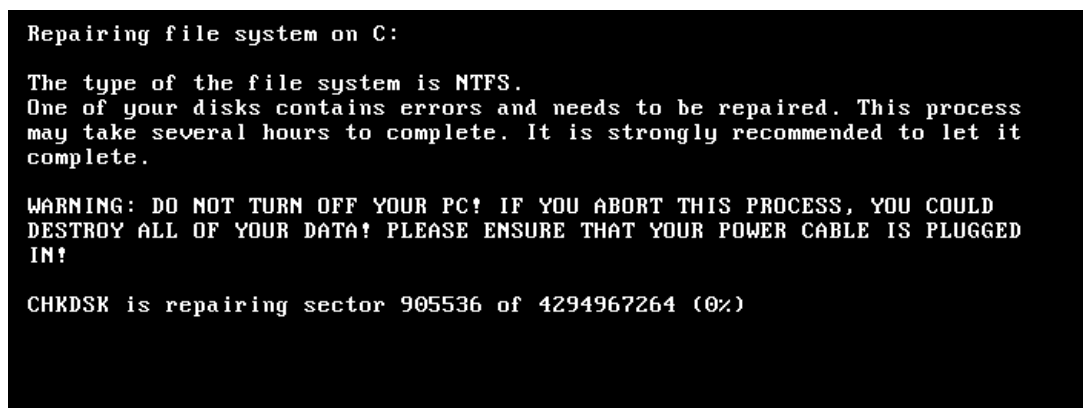 Repairing file system on C:
The type of the file system is NTFS.
One of your disks contains errors and needs to be repaired. This process
may take several hours to complete. It is strongly recommended to let it
complete.
WARNING: DO NOT TURN OFF YOUR PC! IF YOU ABORT THIS PROCESS, YOU COULD
DESTROY ALL OF YOUR DATA! PLEASE ENSURE THAT YOUR POWER CABLE IS PLUGGED
IN!
CHKDSK is repairing sector 905536 of 4294967264 (0%)